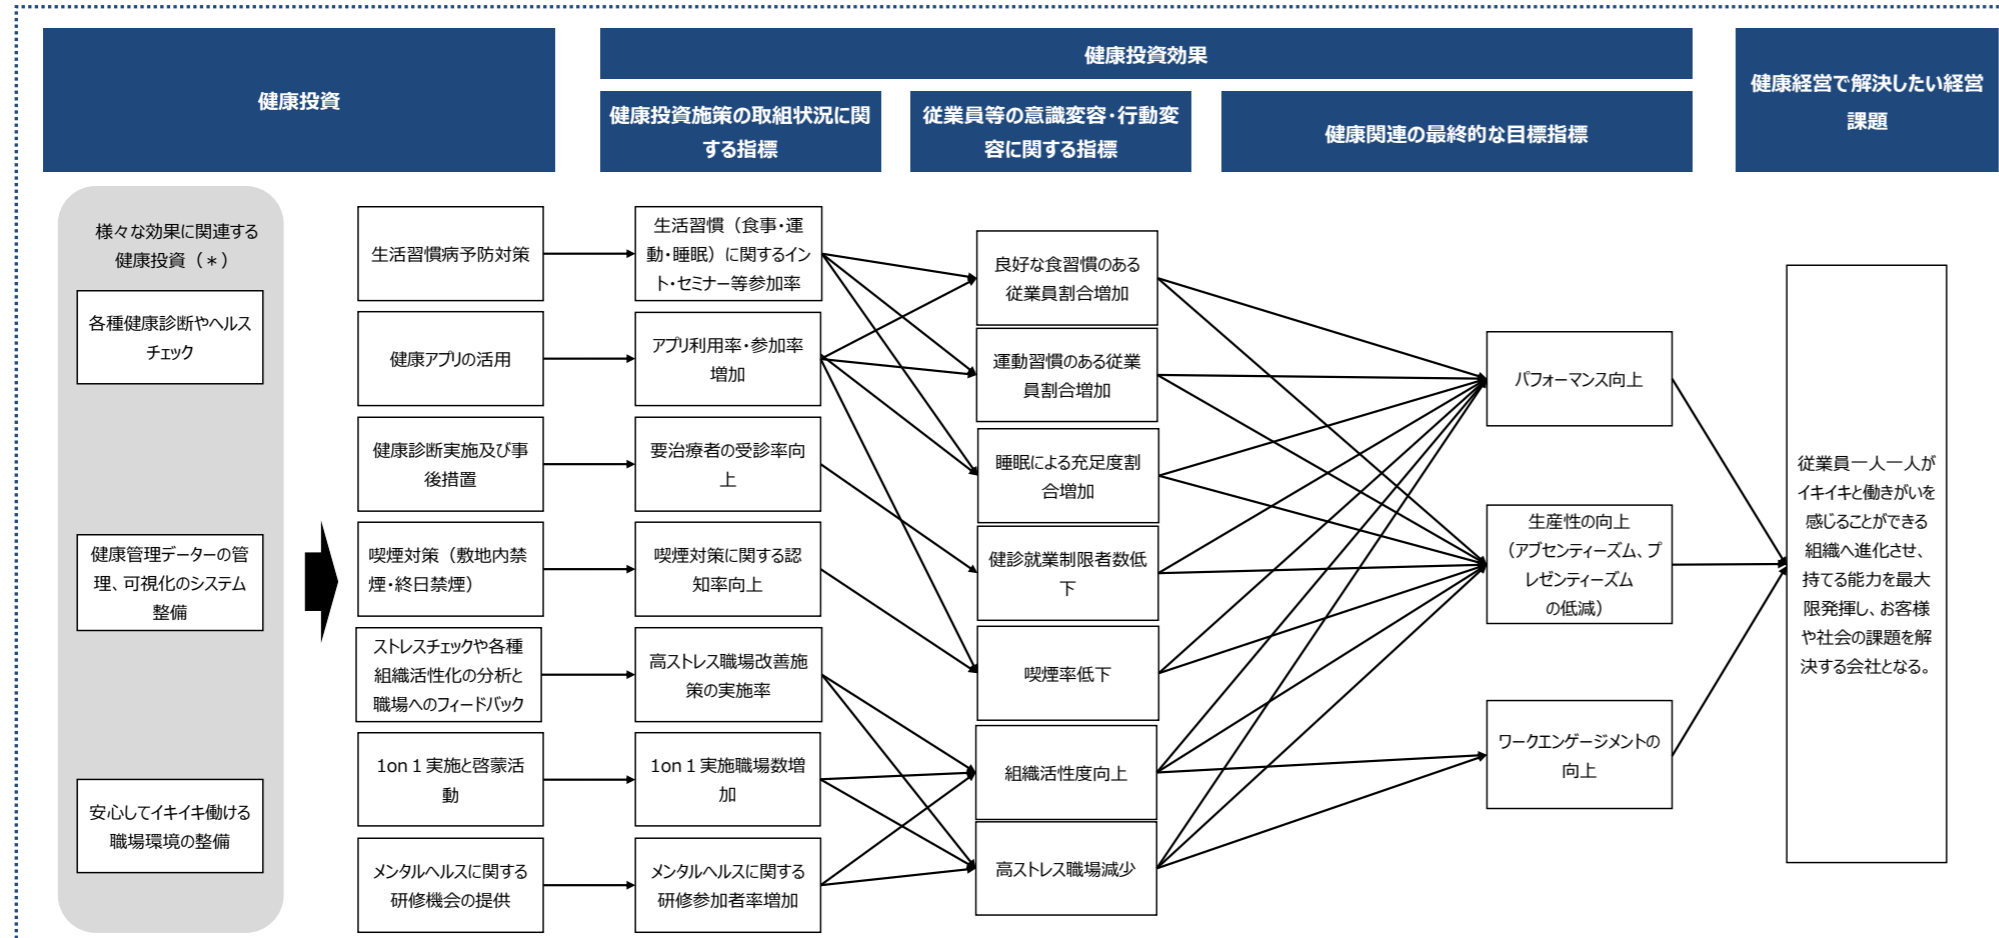 健康投資
健康投資効果
健康経営で解決したい経営
課題
健康投資施策の取組状況に関
する指標
従業員等の意識変容・行動変
容に関する指標
健康関連の最終的な目標指標
様々な効果に関連する
健康投資（＊）
各種健康診断やヘルス
チェック
健康管理データーの管
理、可視化のシステム
整備
安心してイキイキ働ける
職場環境の整備
生活習慣病予防対策
健康アプリの活用
健康診断実施及び事
後措置
喫煙対策（敷地内禁
煙・終日禁煙）
ストレスチェックや各種
組織活性化の分析と
職場へのフィードバック
1on１実施と啓蒙活
動
メンタルヘルスに関する
研修機会の提供
生活習慣（食事・運
動・睡眠）に関するイント
ト・セミナー等参加率
アプリ利用率・参加率
増加
要治療者の受診率向
上
喫煙対策に関する認
知率向上
高ストレス職場改善施
策の実施率
1on１実施職場数増
加
メンタルヘルスに関する
研修参加者率増加
良好な食習慣のある
従業員割合増加
運動習慣のある従業
員割合増加
睡眠による充足度割
合増加
健診就業制限者数低
下
喫煙率低下
組織活性度向上
高ストレス職場減少
パフォーマンス向上
生産性の向上
（アブセンティーズム、プ
レゼンティーズム
の低減）
ワークエンゲージメントの
向上
従業員一人一人が
イキイキと働きがいを
感じることができる
組織へ進化させ、
持てる能力を最大
限発揮し、お客様
や社会の課題を解
決する会社となる。